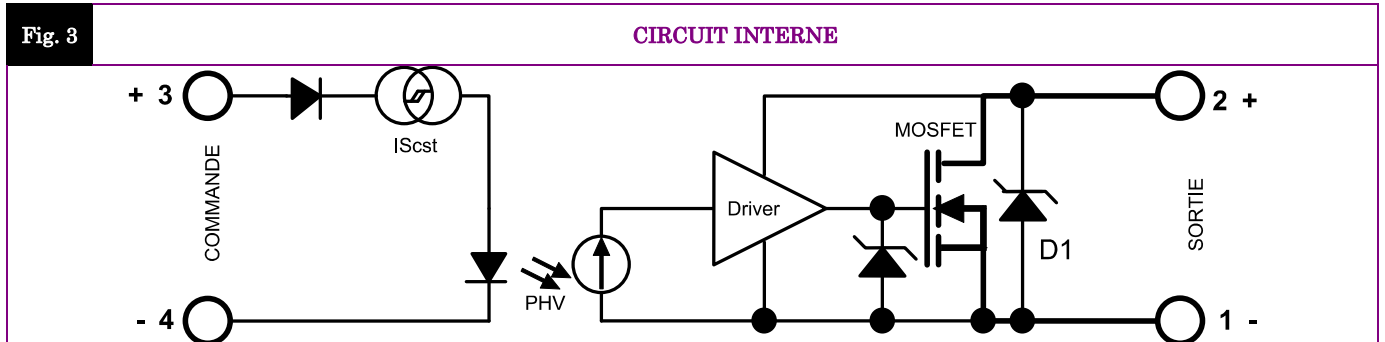 Fig. 3
CIRCUIT INTERNE
+ 3
IScst
COMMANDE
- 4
PHV
Driver
MOSFET
D1
2 +
SORTIE
1 -